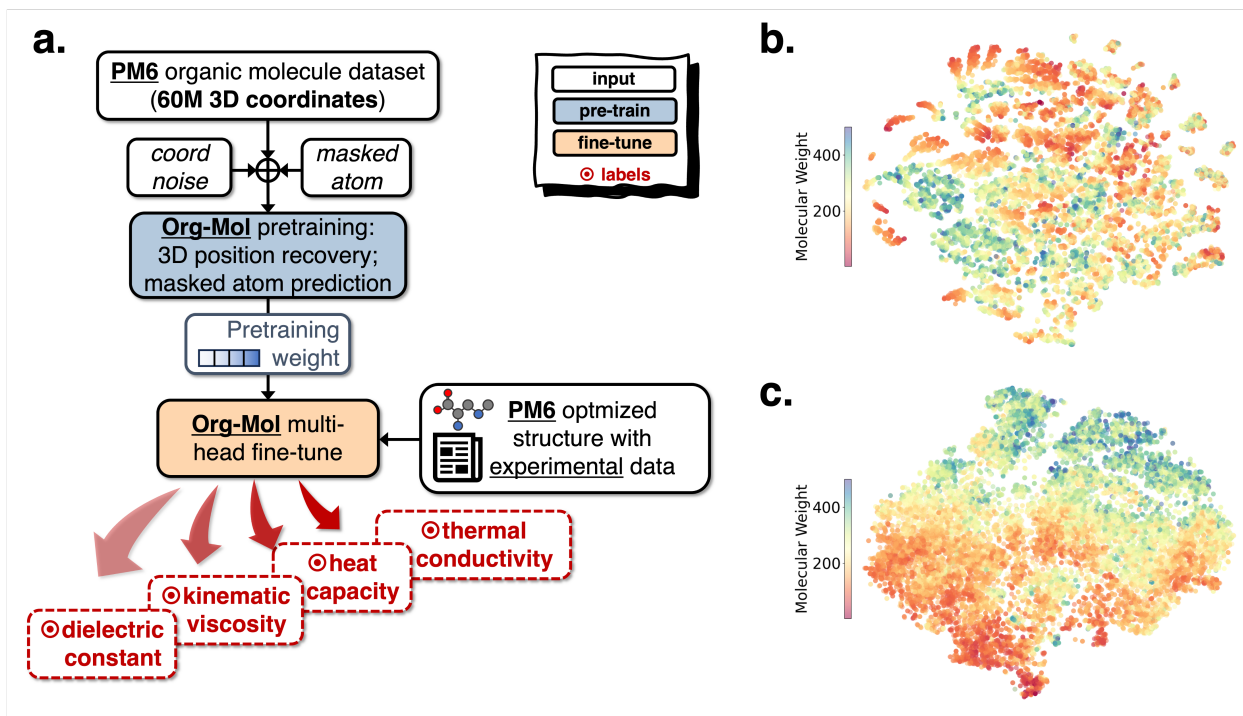 a.
PM6 organic molecule dataset
(60M 3D coordinates)
coord
noise
masked
atom
Org-Mol pretraining:
3D position recovery;
masked atom prediction
Pretraining
weight
Org-Mol multi-
head fine-tune
PM6 optmized
structure with
experimental data
thermal
conductivity
heat
capacity
kinematic
viscosity
dielectric
constant
input
pre-train
fine-tune
labels
b.
Molecular Weight
400
200
c.
Molecular Weight
400
200